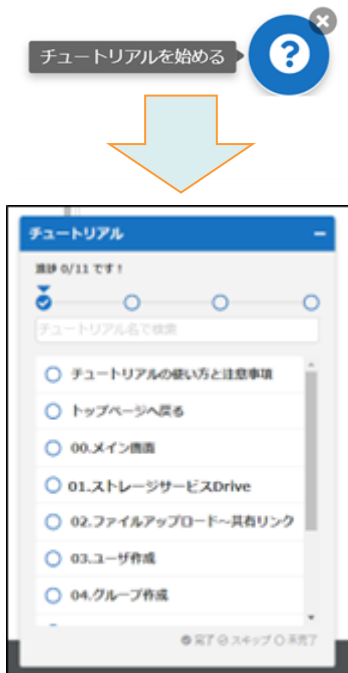 チュートリアルを始める
チュートリアル
進捗 0/11 です！
チュートリアル名で検索
チュートリアルの使い方と注意事項
トップページへ戻る
00.メイン画面
01.ストレージサービスDrive
02.ファイルアップロード～共有リンク
03.ユーザ作成
04.グループ作成
完了 スキップ 未完了